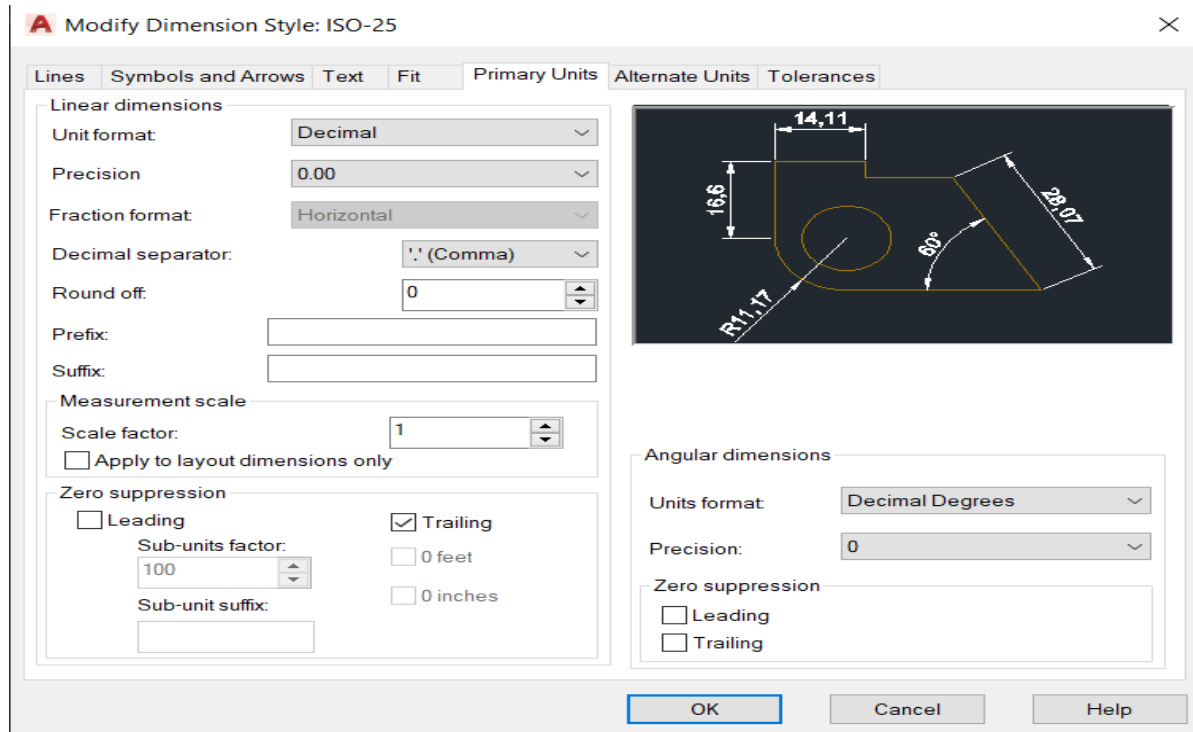 Modify Dimension Style: ISO-25
Lines Symbols and Arrows Text Fit Primary Units Alternate Units Tolerances
Linear dimensions
Unit format: Decimal
Precision 0.00
Fraction format: Horizontal
Decimal separator: ',' (Comma)
Round off: 0
Prefix:
Suffix:
Measurement scale
Scale factor: 1
Apply to layout dimensions only
Zero suppression
Leading
Trailing
Sub-units factor:
100
0 feet
0 inches
Sub-unit suffix:
14,11
16,6
28,07
60°
R11,17
Angular dimensions
Units format: Decimal Degrees
Precision: 0
Zero suppression
Leading
Trailing
OK Cancel Help